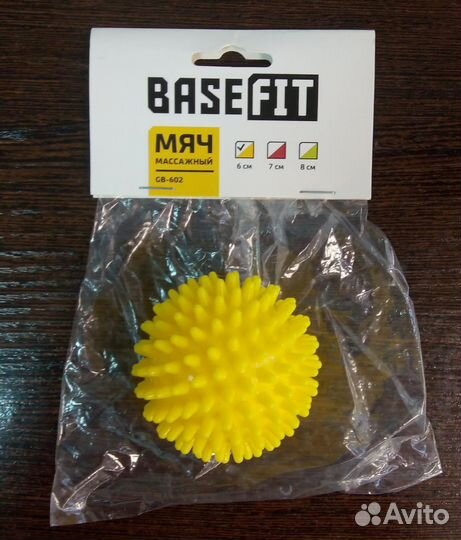 BASEFIT
МЯЧ
МАССАЖНЫЙ
GB-602
6 см
7 см
8 см
Avito